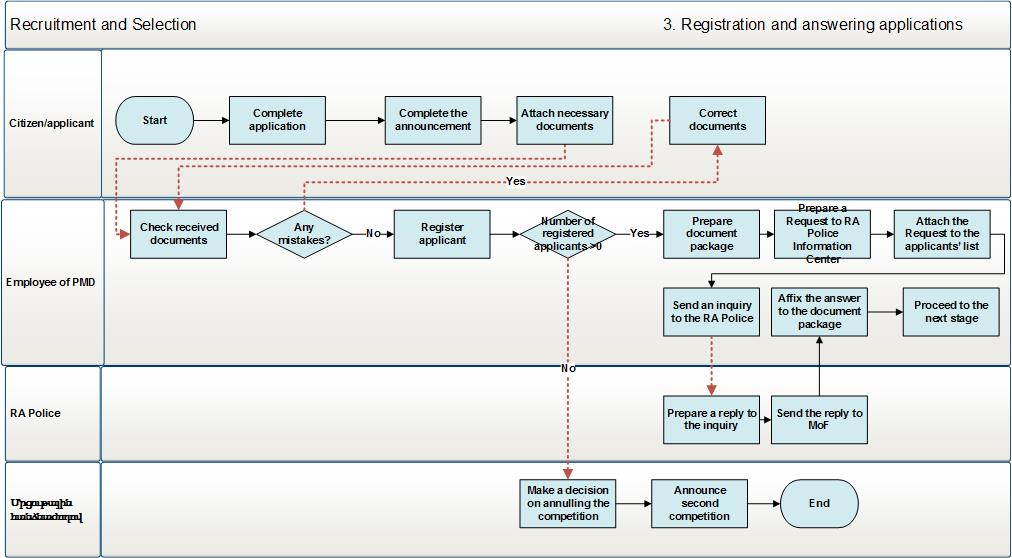 Recruitment and Selection
3. Registration and answering applications
Citizen/applicant
Start
Complete
application
Complete the
announcement
Attach necessary
documents
Correct
documents
Yes
Employee of PMD
Check received
documents
Any
mistakes?
No
Register
applicant
Number of
registered
applicants >0
Yes
Prepare
document
package
Prepare a
Request to RA
Police
Information
Center
Attach the
Request to the
applicants' list
Send an inquiry
to the RA Police
Affix the answer
to the document
package
Proceed to the
next stage
No
RA Police
Prepare a reply to
the inquiry
Send the reply to
MoF
Make a decision
on annulling the
competition
Announce
second
competition
End